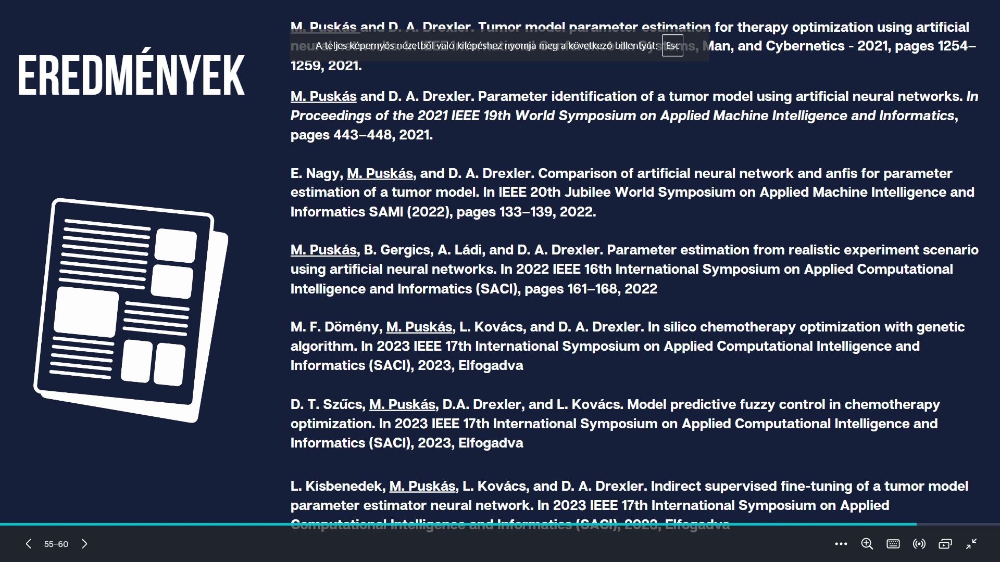 EREDMÉNYEK
M. Puskás and D. A. Drexler. Tumor model parameter estimation for therapy optimization using artificial
neural networks. In IEEE International Conference on Systems, Man, and Cybernetics - 2021, pages 1254–
1259, 2021.
A teljes képernyős nézetből való kilépéshez nyomja meg a következő billentyűt: Esc
M. Puskás and D. A. Drexler. Parameter identification of a tumor model using artificial neural networks. In
Proceedings of the 2021 IEEE 19th World Symposium on Applied Machine Intelligence and Informatics,
pages 443–448, 2021.
E. Nagy, M. Puskás, and D. A. Drexler. Comparison of artificial neural network and anfis for parameter
estimation of a tumor model. In IEEE 20th Jubilee World Symposium on Applied Machine Intelligence and
Informatics SAMI (2022), pages 133–139, 2022.
M. Puskás, B. Gergics, A. Ládi, and D. A. Drexler. Parameter estimation from realistic experiment scenario
using artificial neural networks. In 2022 IEEE 16th International Symposium on Applied Computational
Intelligence and Informatics (SACI), pages 161–168, 2022
M. F. Dömény, M. Puskás, L. Kovács, and D. A. Drexler. In silico chemotherapy optimization with genetic
algorithm. In 2023 IEEE 17th International Symposium on Applied Computational Intelligence and
Informatics (SACI), 2023, Elfogadva
D. T. Szűcs, M. Puskás, D.A. Drexler, and L. Kovács. Model predictive fuzzy control in chemotherapy
optimization. In 2023 IEEE 17th International Symposium on Applied Computational Intelligence and
Informatics (SACI), 2023, Elfogadva
L. Kisbenedek, M. Puskás, L. Kovács, and D. A. Drexler. Indirect supervised fine-tuning of a tumor model
parameter estimator neural network. In 2023 IEEE 17th International Symposium on Applied
Computational Intelligence and Informatics (SACI), 2023, Elfogadva
55–60